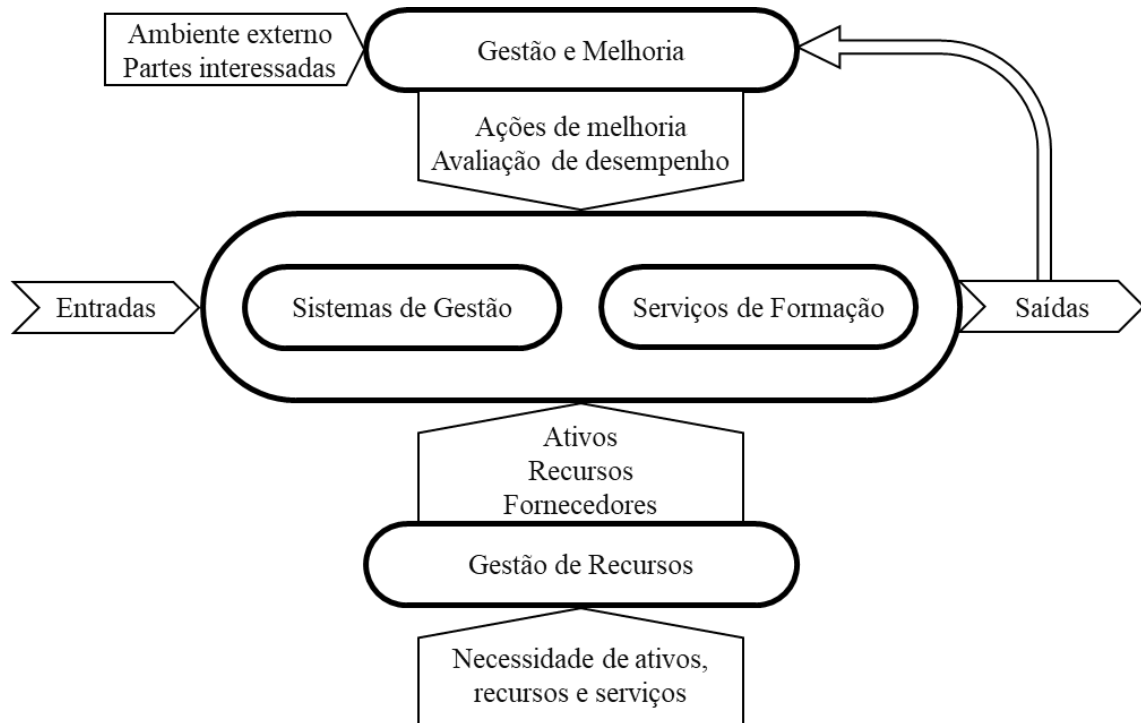 Ambiente externo
Partes interessadas
Gestão e Melhoria
Ações de melhoria
Avaliação de desempenho
Entradas
Sistemas de Gestão
Serviços de Formação
Saídas
Ativos
Recursos
Fornecedores
Gestão de Recursos
Necessidade de ativos,
recursos e serviços